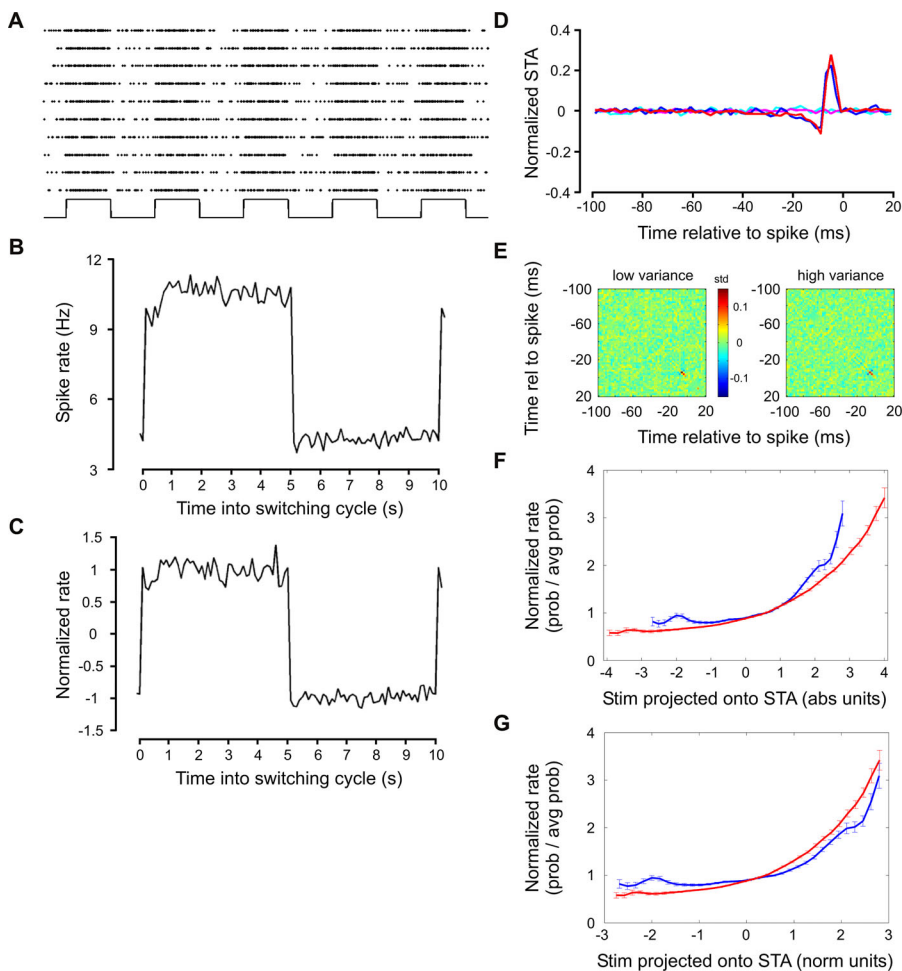 A
B
12
9
6
3
Spike rate (Hz)
0 1 2 3 4 5 6 7 8 9 10
Time into switching cycle (s)
C
1.5
1.0
0.5
0
-0.5
-1.0
-1.5
Normalized rate
0 1 2 3 4 5 6 7 8 9 10
Time into switching cycle (s)
D
0.4
0.2
0
-0.2
-0.4
Normalized STA
-100 -80 -60 -40 -20 0 20
Time relative to spike (ms)
E
low variance
std
high variance
-100
-60
-20
20
Time rel to spike (ms)
0.1
0
-0.1
-100
-60
-20
20
-100 -60 -20 20
-100 -60 -20 20
Time relative to spike (ms)
F
4
3
2
1
0
Normalized rate
(prob / avg prob)
-4 -3 -2 -1 0 1 2 3 4
Stim projected onto STA (abs units)
G
4
3
2
1
0
Normalized rate
(prob / avg prob)
-3 -2 -1 0 1 2 3
Stim projected onto STA (norm units)